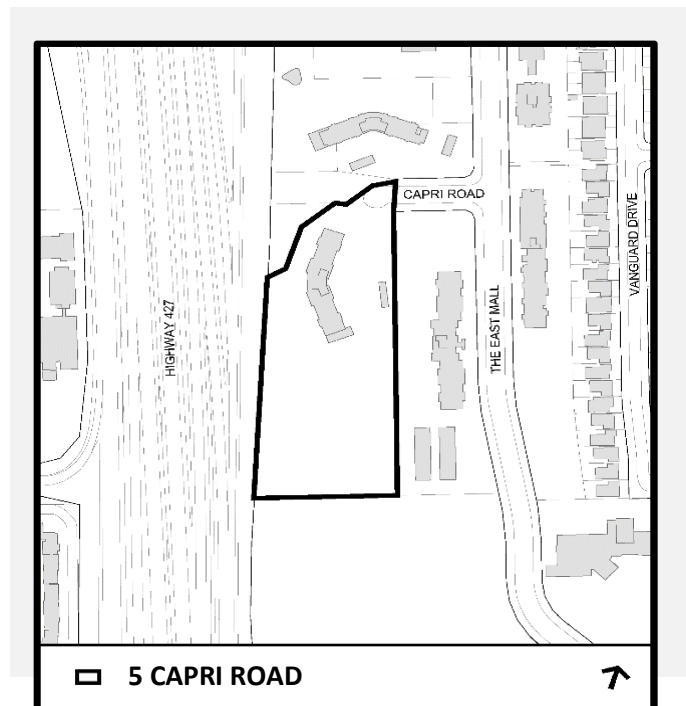 CAPRI ROAD
VANGUARD DRIVE
HIGHWAY 427
THE EAST MALL
5 CAPRI ROAD